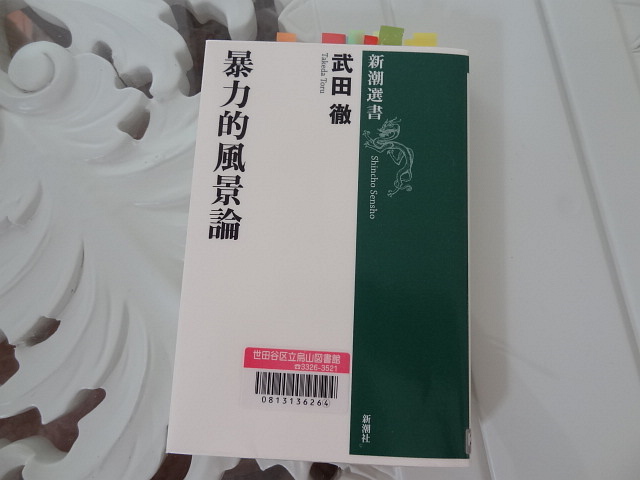 暴力的風景論
武田 徹
Takeda Toru
新潮選書
Shincho Sensho
世田谷区立烏山図書館
☎3326-3521
0813136264
新潮社